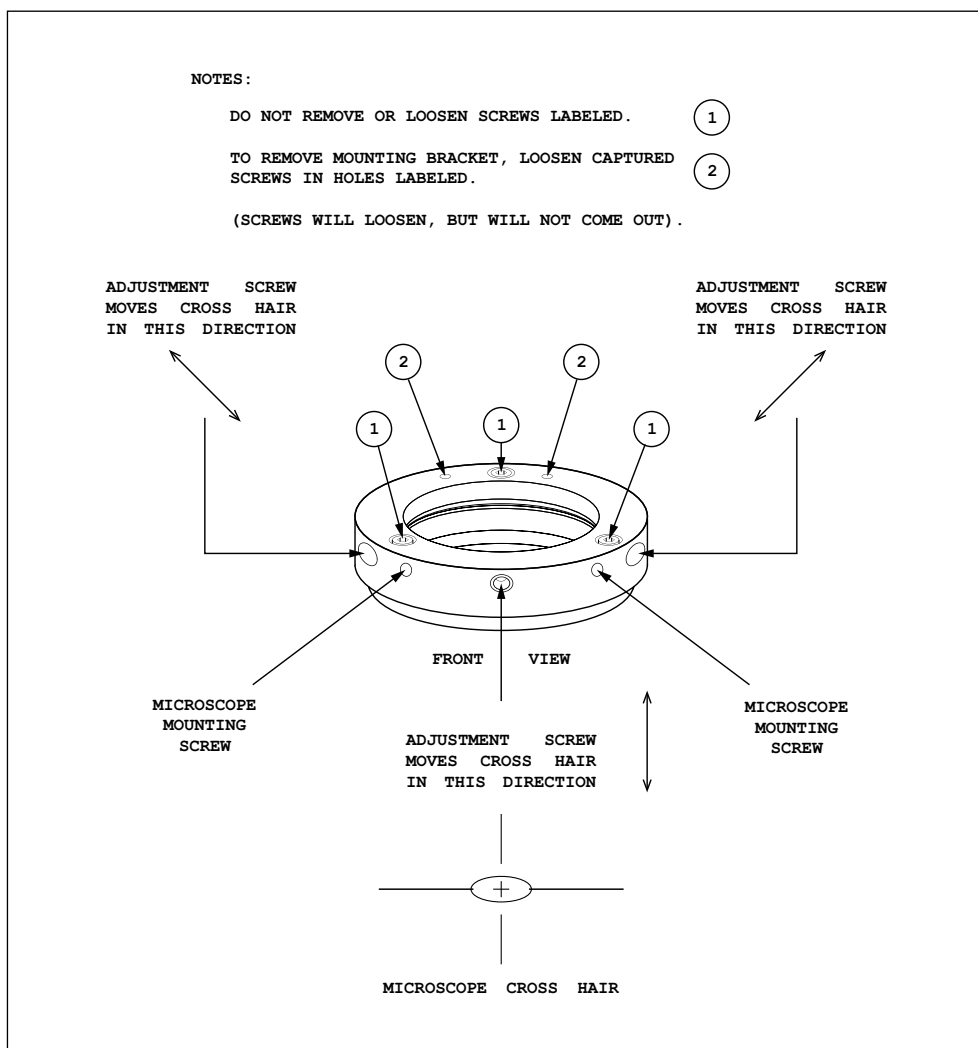 NOTES:
DO NOT REMOVE OR LOOSEN SCREWS LABELED. 1
TO REMOVE MOUNTING BRACKET, LOOSEN CAPTURED
SCREWS IN HOLES LABELED. 2
(SCREWS WILL LOOSEN, BUT WILL NOT COME OUT).
ADJUSTMENT SCREW
MOVES CROSS HAIR
IN THIS DIRECTION
ADJUSTMENT SCREW
MOVES CROSS HAIR
IN THIS DIRECTION
2
2
1
1
1
FRONT VIEW
MICROSCOPE
MOUNTING
SCREW
MICROSCOPE
MOUNTING
SCREW
ADJUSTMENT SCREW
MOVES CROSS HAIR
IN THIS DIRECTION
MICROSCOPE CROSS HAIR